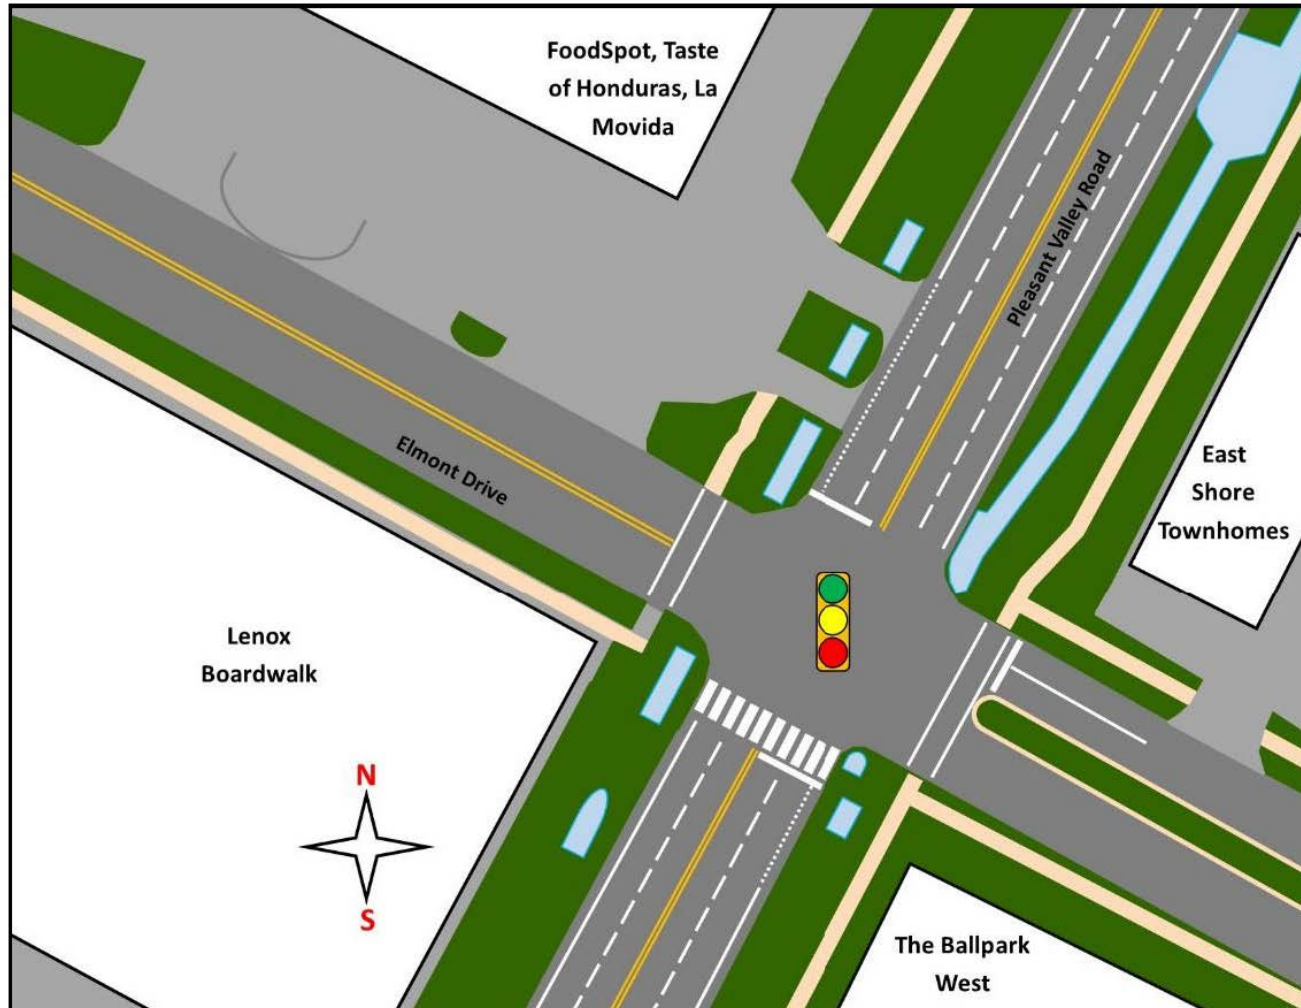 FoodSpot, Taste
of Honduras, La
Movida
Pleasant Valley Road
Elmont Drive
East
Shore
Townhomes
Lenox
Boardwalk
N
S
The Ballpark
West